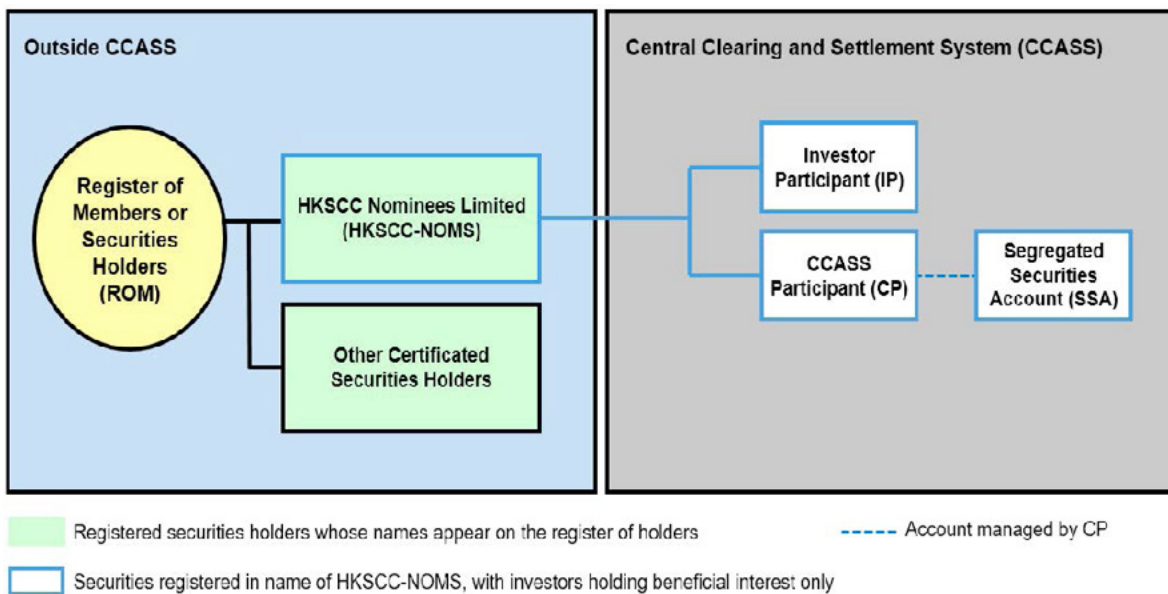 Outside CCASS
Register of
Members or
Securities
Holders
(ROM)
HKSCC Nominees Limited
(HKSCC-NOMS)
Other Certificated
Securities Holders
Central Clearing and Settlement System (CCASS)
Investor
Participant (IP)
CCASS
Participant (CP)
Segregated
Securities
Account (SSA)
Registered securities holders whose names appear on the register of holders
Account managed by CP
Securities registered in name of HKSCC-NOMS, with investors holding beneficial interest only